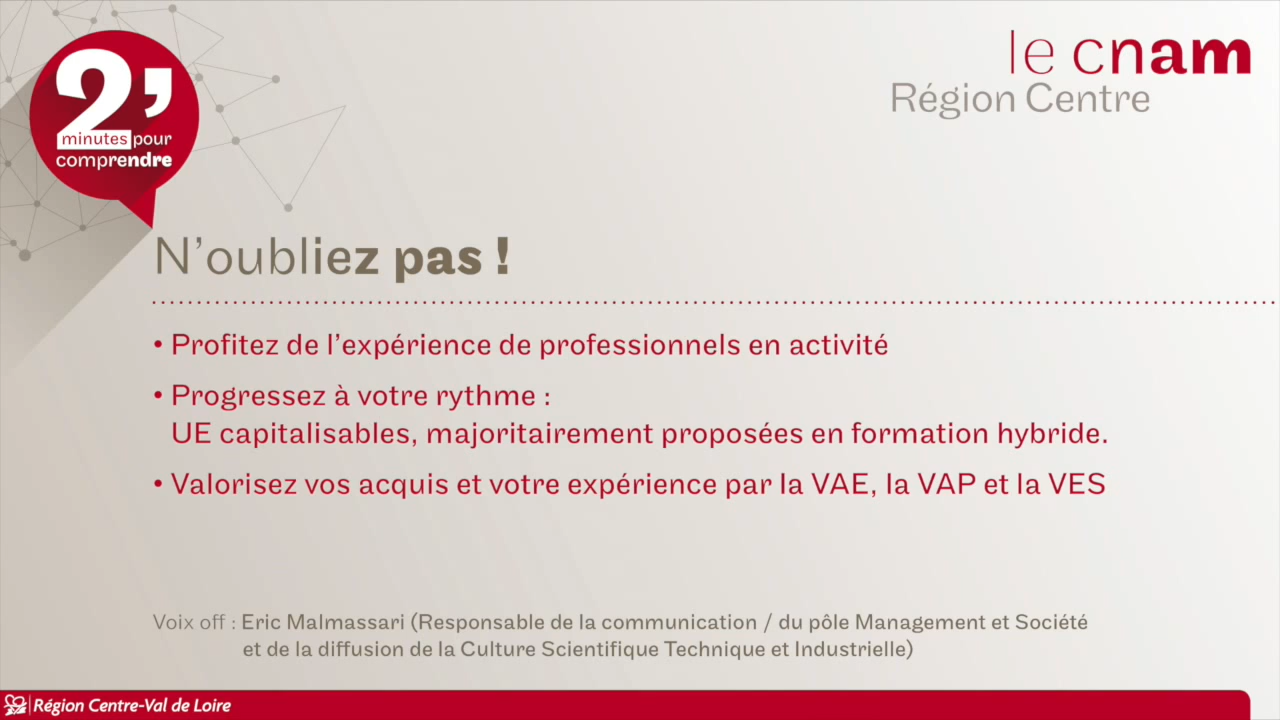 le cnam
Région Centre
2'
minutes pour
comprendre
N'oubliez pas !
• Profitez de l'expérience de professionnels en activité
• Progressez à votre rythme :
UE capitalisables, majoritairement proposées en formation hybride.
• Valorisez vos acquis et votre expérience par la VAE, la VAP et la VES
Voix off : Eric Malmassari (Responsable de la communication / du pôle Management et Société
et de la diffusion de la Culture Scientifique Technique et Industrielle)
Région Centre-Val de Loire